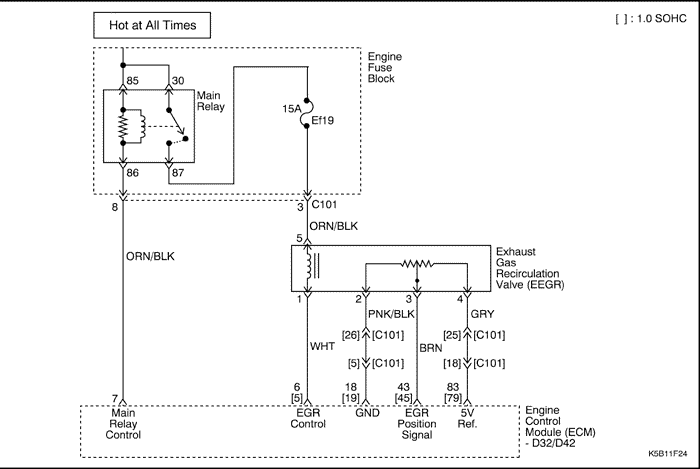 Hot at All Times
[ ] : 1.0 SOHC
Engine
Fuse
Block
85
30
Main
Relay
15A
Ef19
86
87
8
3
C101
ORN/BLK
ORN/BLK
5
Exhaust
Gas
Recirculation
Valve (EEGR)
1
2
3
4
PNK/BLK
GRY
[26]
[C101]
[25]
[C101]
WHT
BRN
[5]
[C101]
[18]
[C101]
7
6
[5]
18
[19]
43
[45]
83
[79]
Main
Relay
Control
EGR
Control
GND
EGR
Position
Signal
5V
Ref.
Engine
Control
Module (ECM)
- D32/D42
K5B11F24